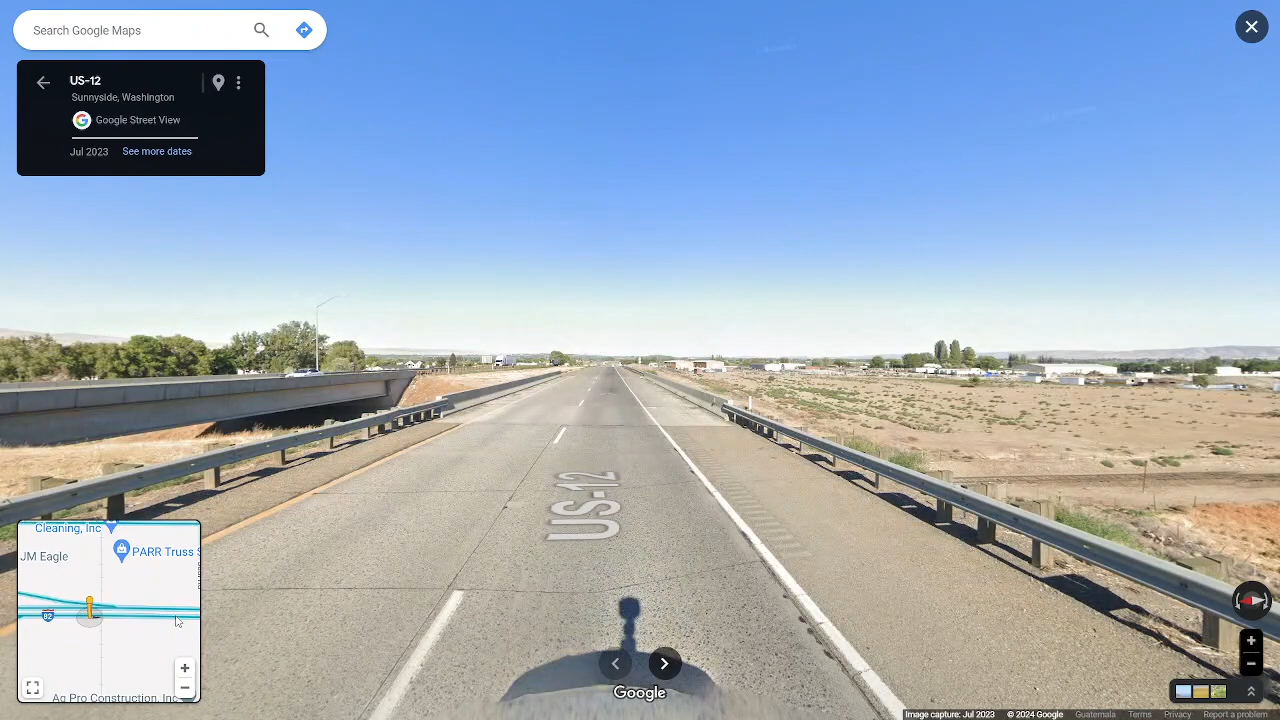 Search Google Maps
US-12
Sunnyside, Washington
Google Street View
Jul 2023 See more dates
US-12
Cleaning, Inc
JM Eagle
PARR Truss S
82
Ag Pro Construction, Inc
Google
Image capture: Jul 2023 © 2024 Google Guatemala Terms Privacy Report a problem